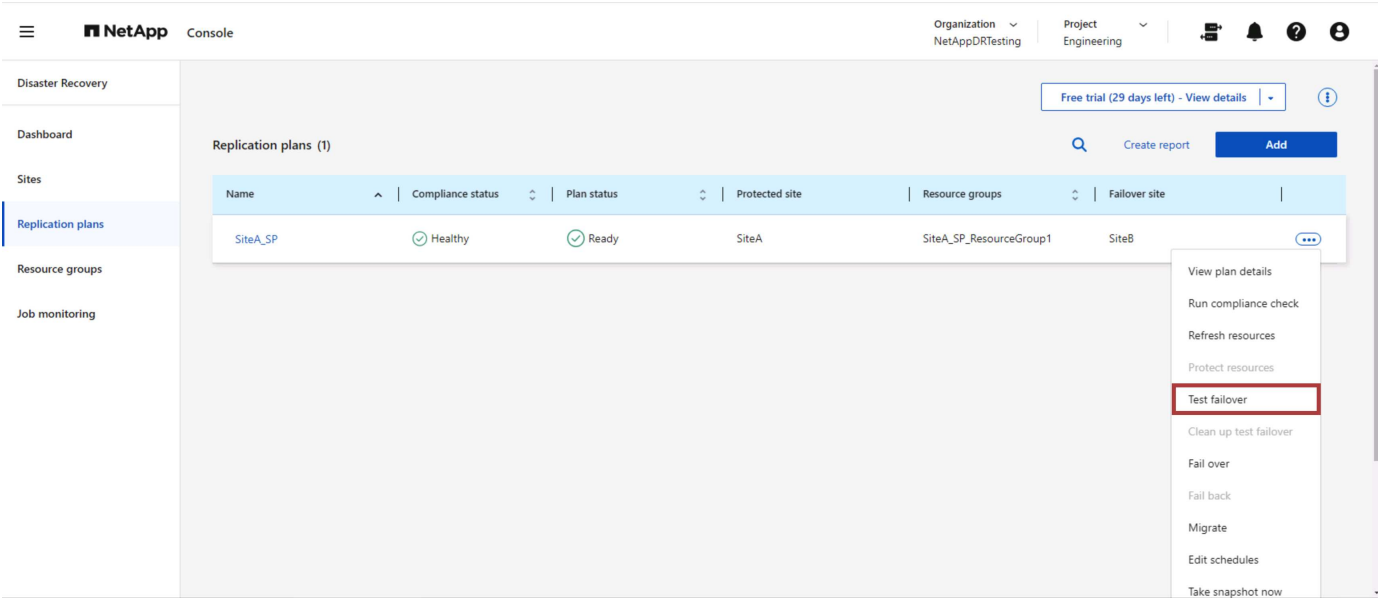 NetApp Console
Organization
NetAppDRTesting
Project
Engineering
Disaster Recovery
Dashboard
Sites
Replication plans
Resource groups
Job monitoring
Free trial (29 days left) - View details
Replication plans (1)
Create report
Add
Name Compliance status Plan status Protected site Resource groups Failover site
SiteA_SP Healthy Ready SiteA SiteA_SP_ResourceGroup1 SiteB
View plan details
Run compliance check
Refresh resources
Protect resources
Test failover
Clean up test failover
Fail over
Fail back
Migrate
Edit schedules
Take snapshot now